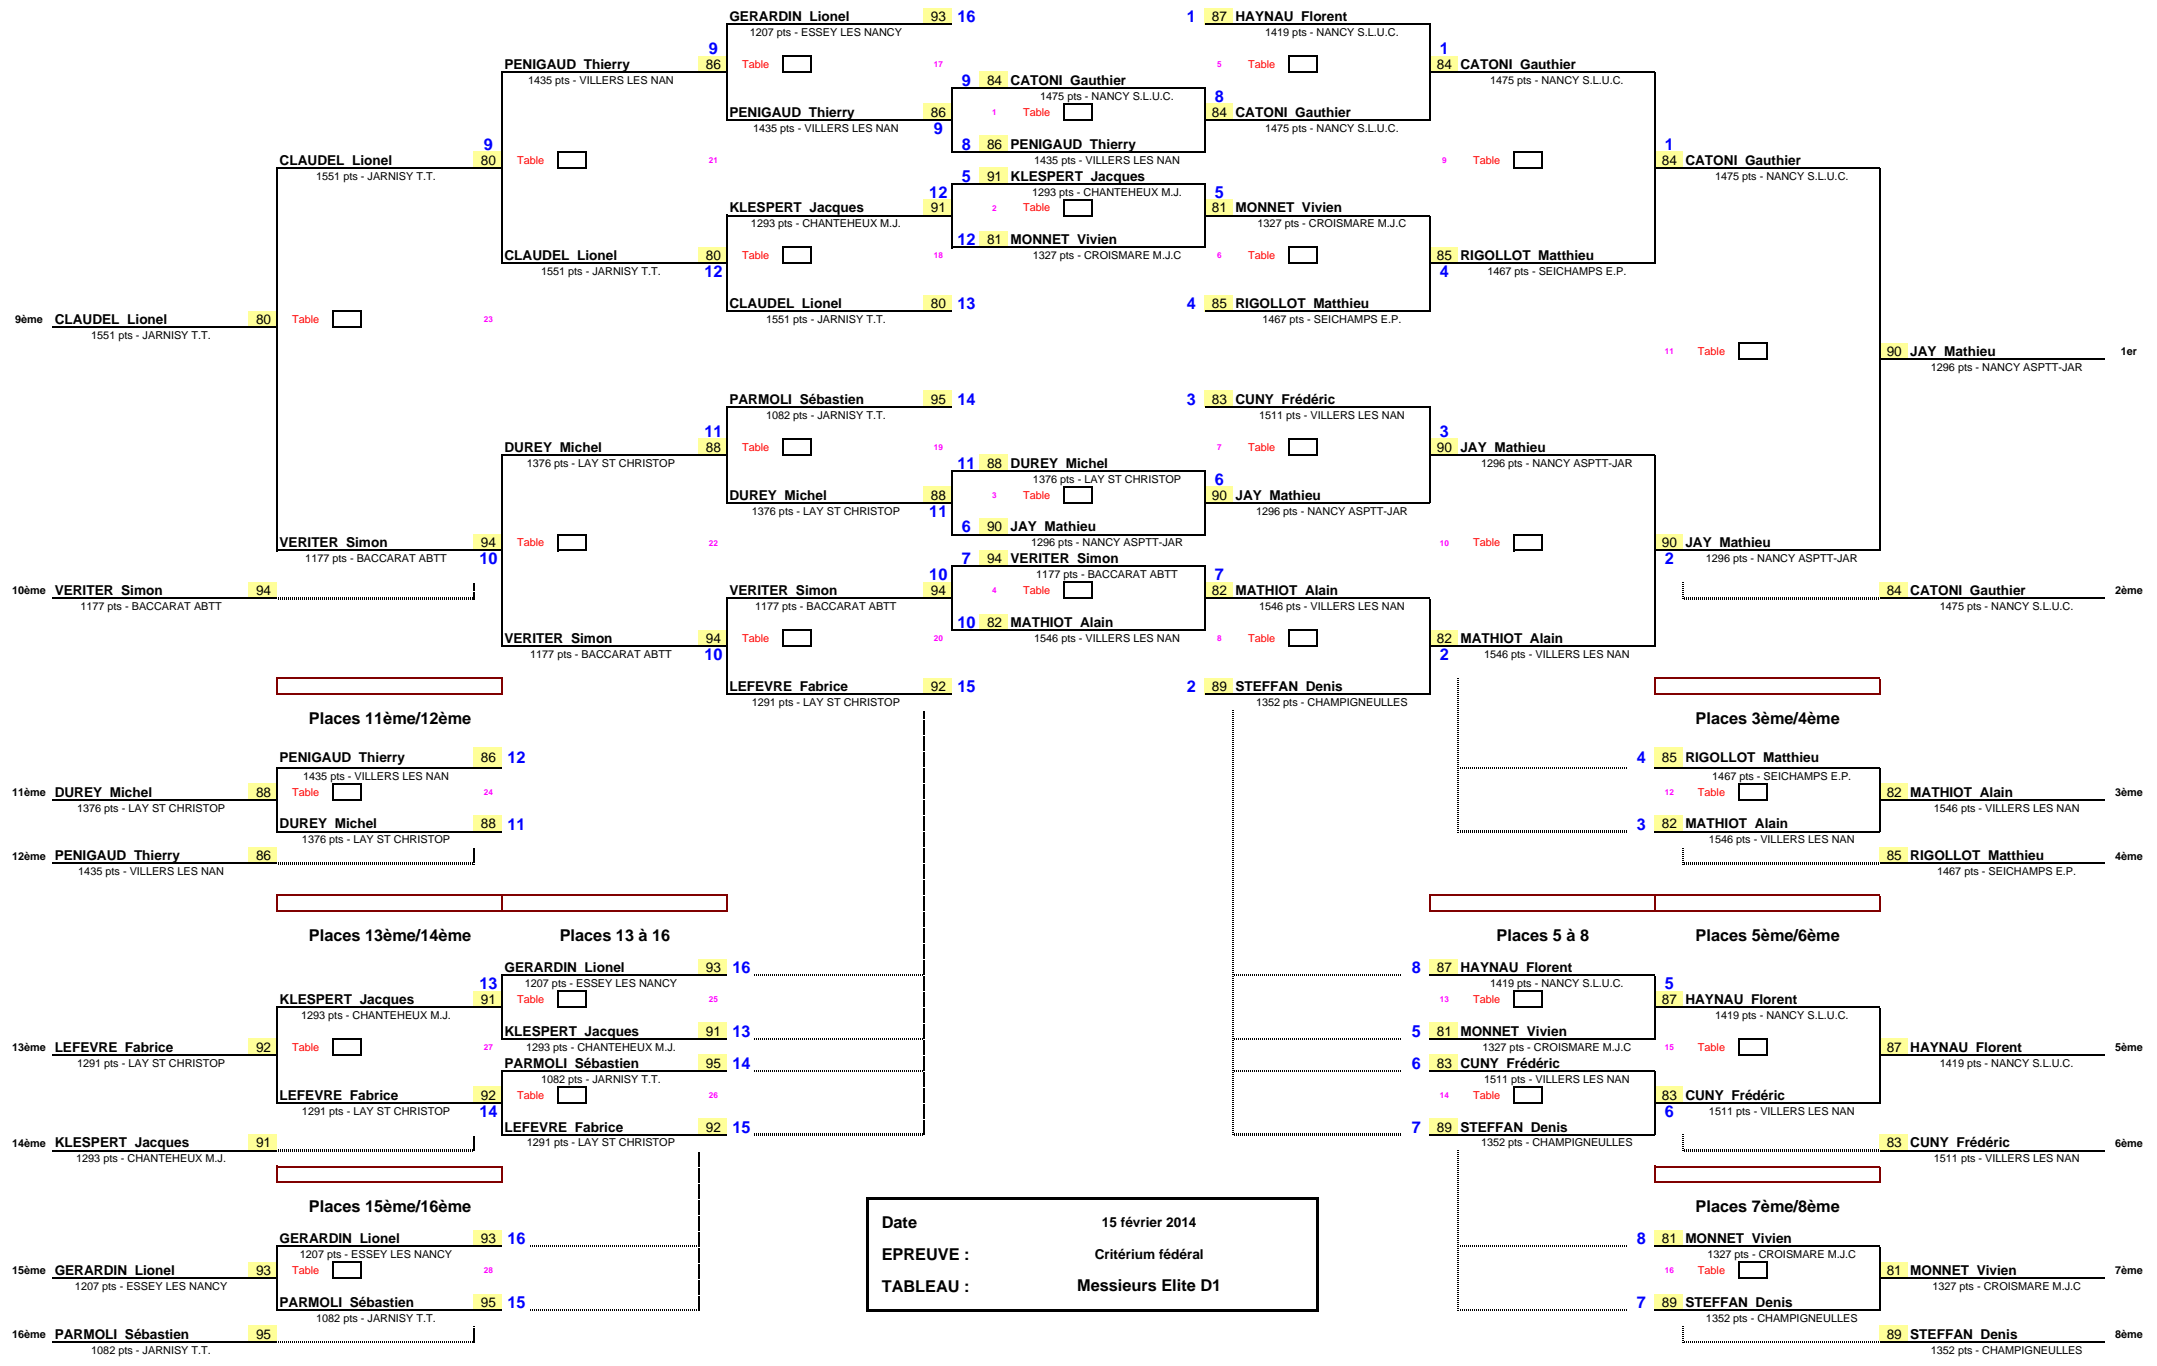 GERARDIN Lionel 93 16 1 87 HAYNAU Florent
1207 pts - ESSEY LES NANCY 1419 pts - NANCY S.L.U.C.
9 1
PENIGAUD Thierry 86 Table 17 5 Table 84 CATONI Gauthier
1435 pts - VILLERS LES NAN 9 84 CATONI Gauthier 1475 pts - NANCY S.L.U.C.
1475 pts - NANCY S.L.U.C. 8
PENIGAUD Thierry 86 1 Table 84 CATONI Gauthier
1435 pts - VILLERS LES NAN 9 1475 pts - NANCY S.L.U.C.
9 8 86 PENIGAUD Thierry 1
CLAUDEL Lionel 80 Table 21 1435 pts - VILLERS LES NAN 9 Table 84 CATONI Gauthier
1551 pts - JARNISY T.T. 5 91 KLESPERT Jacques 1475 pts - NANCY S.L.U.C.
12 1293 pts - CHANTEHEUX M.J. 5
KLESPERT Jacques 91 2 Table 81 MONNET Vivien
1293 pts - CHANTEHEUX M.J. 1327 pts - CROISMARE M.J.C
12 81 MONNET Vivien
CLAUDEL Lionel 80 Table 18 1327 pts - CROISMARE M.J.C 6 Table 85 RIGOLLOT Matthieu
1551 pts - JARNISY T.T. 12 4 1467 pts - SEICHAMPS E.P.
CLAUDEL Lionel 80 13 4 85 RIGOLLOT Matthieu
9ème CLAUDEL Lionel 80 Table 23 1551 pts - JARNISY T.T. 1467 pts - SEICHAMPS E.P.
1551 pts - JARNISY T.T.
11 Table 90 JAY Mathieu 1er
1296 pts - NANCY ASPTT-JAR
PARMOLI Sébastien 95 14 3 83 CUNY Frédéric
1082 pts - JARNISY T.T. 1511 pts - VILLERS LES NAN
11 3
DUREY Michel 88 Table 19 7 Table 90 JAY Mathieu
1376 pts - LAY ST CHRISTOP 11 88 DUREY Michel 1296 pts - NANCY ASPTT-JAR
1376 pts - LAY ST CHRISTOP 6
DUREY Michel 88 3 Table 90 JAY Mathieu
1376 pts - LAY ST CHRISTOP 11 1296 pts - NANCY ASPTT-JAR
6 90 JAY Mathieu
VERITER Simon 94 Table 22 1296 pts - NANCY ASPTT-JAR 10 Table 90 JAY Mathieu
1177 pts - BACCARAT ABTT 10 7 94 VERITER Simon 2 1296 pts - NANCY ASPTT-JAR
10 1177 pts - BACCARAT ABTT 7
10ème VERITER Simon 94 VERITER Simon 94 4 Table 82 MATHIOT Alain 84 CATONI Gauthier 2ème
1177 pts - BACCARAT ABTT 1177 pts - BACCARAT ABTT 1546 pts - VILLERS LES NAN 1475 pts - NANCY S.L.U.C.
10 82 MATHIOT Alain
VERITER Simon 94 Table 20 1546 pts - VILLERS LES NAN 8 Table 82 MATHIOT Alain
1177 pts - BACCARAT ABTT 10 2 1546 pts - VILLERS LES NAN
LEFEVRE Fabrice 92 15 2 89 STEFFAN Denis
1291 pts - LAY ST CHRISTOP 1352 pts - CHAMPIGNEULLES
Places 11ème/12ème Places 3ème/4ème
PENIGAUD Thierry 86 12 4 85 RIGOLLOT Matthieu
1435 pts - VILLERS LES NAN 1467 pts - SEICHAMPS E.P.
11ème DUREY Michel 88 Table 24 12 Table 82 MATHIOT Alain 3ème
1376 pts - LAY ST CHRISTOP 1546 pts - VILLERS LES NAN
DUREY Michel 88 11 3 82 MATHIOT Alain
1376 pts - LAY ST CHRISTOP 1546 pts - VILLERS LES NAN
12ème PENIGAUD Thierry 86 85 RIGOLLOT Matthieu 4ème
1435 pts - VILLERS LES NAN 1467 pts - SEICHAMPS E.P.
Places 13ème/14ème Places 13 à 16 Places 5 à 8 Places 5ème/6ème
GERARDIN Lionel 93 16 8 87 HAYNAU Florent
13 1207 pts - ESSEY LES NANCY 1419 pts - NANCY S.L.U.C. 5
KLESPERT Jacques 91 Table 25 13 Table 87 HAYNAU Florent
1293 pts - CHANTEHEUX M.J. 1419 pts - NANCY S.L.U.C.
KLESPERT Jacques 91 13 5 81 MONNET Vivien
13ème LEFEVRE Fabrice 92 Table 27 1293 pts - CHANTEHEUX M.J. 1327 pts - CROISMARE M.J.C 15 Table 87 HAYNAU Florent 5ème
1291 pts - LAY ST CHRISTOP PARMOLI Sébastien 95 14 6 83 CUNY Frédéric 1419 pts - NANCY S.L.U.C.
1082 pts - JARNISY T.T. 1511 pts - VILLERS LES NAN
LEFEVRE Fabrice 92 Table 26 14 Table 83 CUNY Frédéric
1291 pts - LAY ST CHRISTOP 14 6 1511 pts - VILLERS LES NAN
LEFEVRE Fabrice 92 15 7 89 STEFFAN Denis
14ème KLESPERT Jacques 91 1291 pts - LAY ST CHRISTOP 1352 pts - CHAMPIGNEULLES 83 CUNY Frédéric 6ème
1293 pts - CHANTEHEUX M.J. 1511 pts - VILLERS LES NAN
Places 15ème/16ème Places 7ème/8ème
Date 15 février 2014
GERARDIN Lionel 93 16 8 81 MONNET Vivien
1207 pts - ESSEY LES NANCY EPREUVE : Critérium fédéral 1327 pts - CROISMARE M.J.C
15ème GERARDIN Lionel 93 Table 28 16 Table 81 MONNET Vivien 7ème
1207 pts - ESSEY LES NANCY TABLEAU : Messieurs Elite D1 1327 pts - CROISMARE M.J.C
PARMOLI Sébastien 95 15 7 89 STEFFAN Denis
1082 pts - JARNISY T.T. 1352 pts - CHAMPIGNEULLES
16ème PARMOLI Sébastien 95 89 STEFFAN Denis 8ème
1082 pts - JARNISY T.T. 1352 pts - CHAMPIGNEULLES